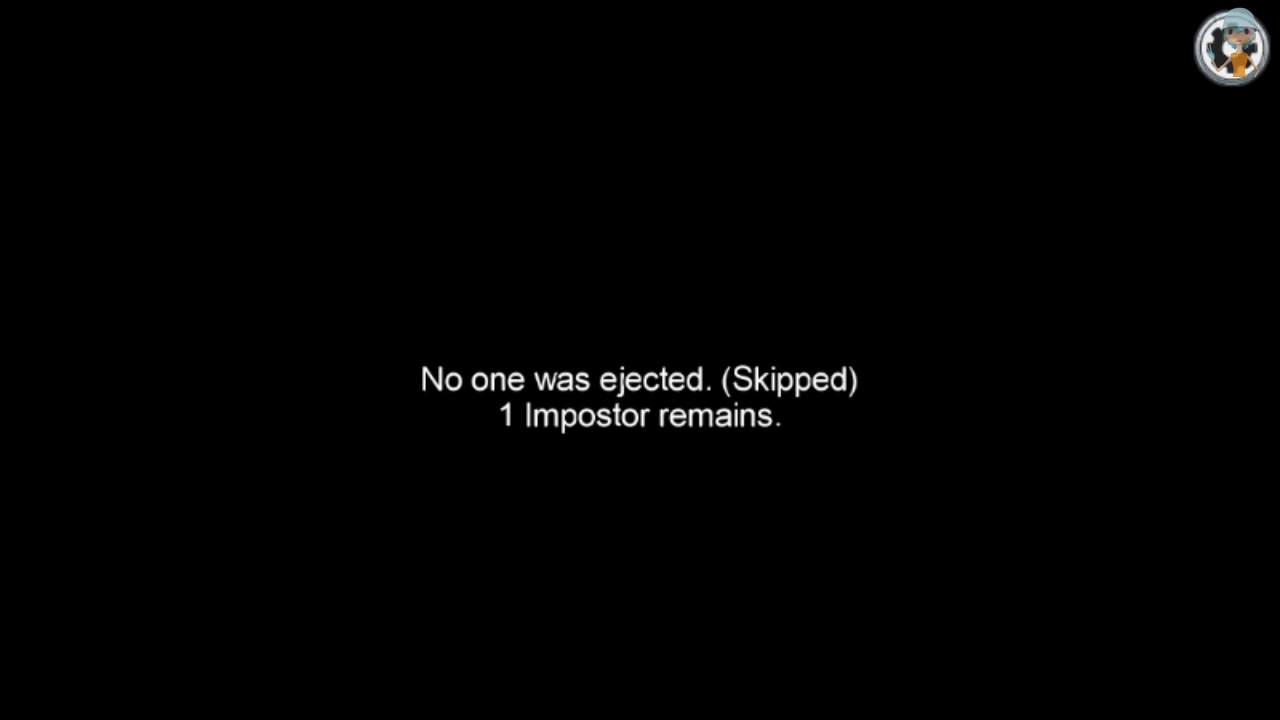 No one was ejected. (Skipped)
1 Impostor remains.